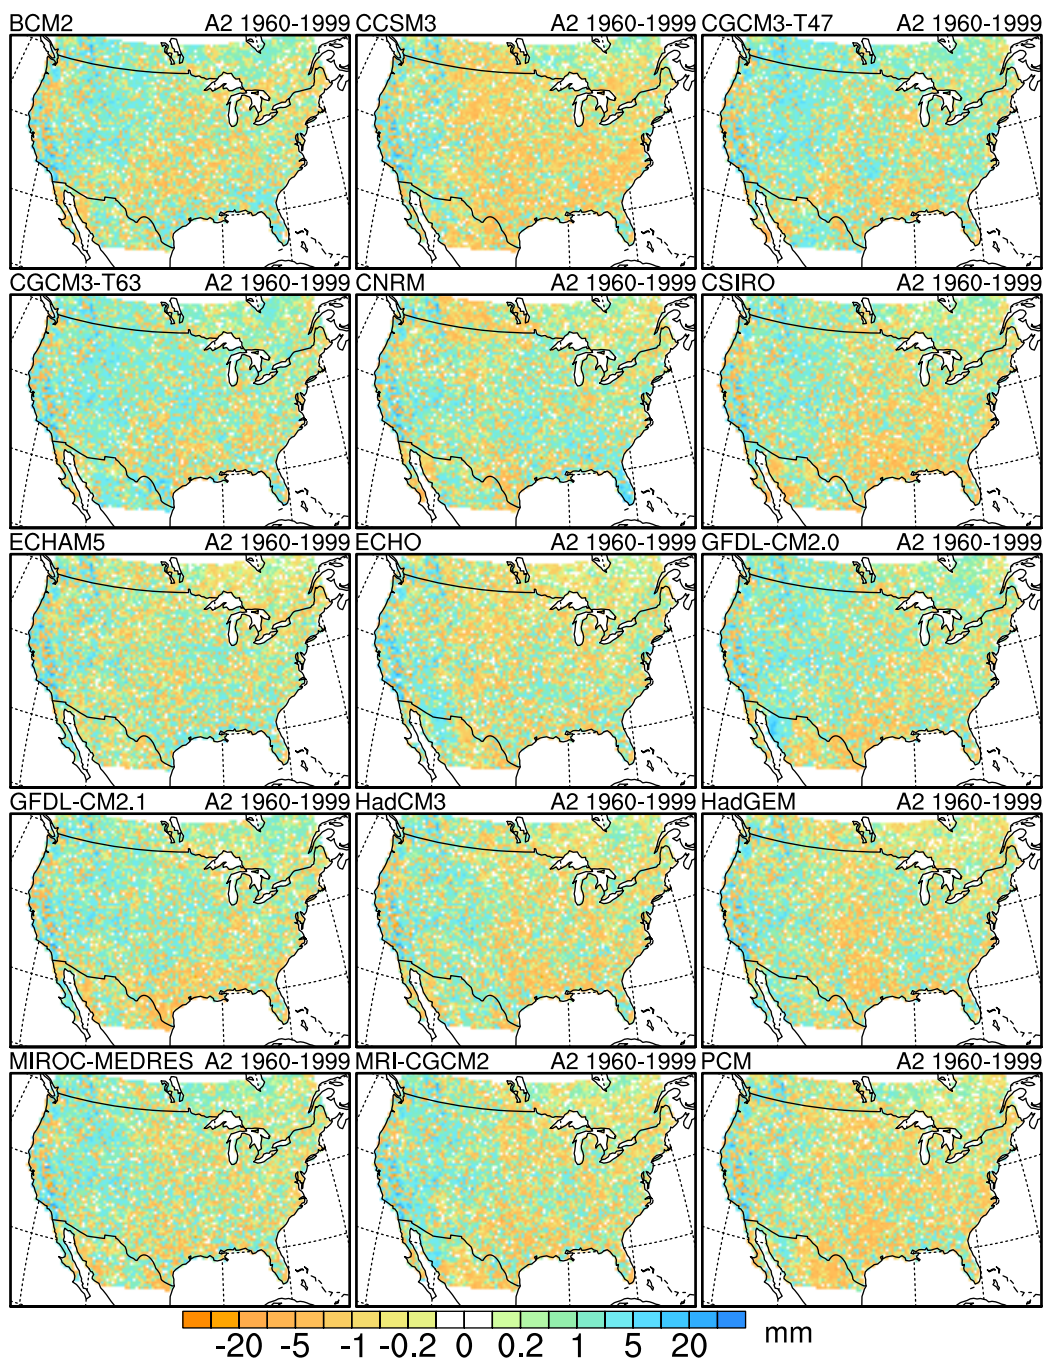 BCM2 A2 1960-1999 CCSM3 A2 1960-1999 CGCM3-T47 A2 1960-1999
CGCM3-T63 A2 1960-1999 CNRM A2 1960-1999 CSIRO A2 1960-1999
ECHAM5 A2 1960-1999 ECHO A2 1960-1999 GFDL-CM2.0 A2 1960-1999
GFDL-CM2.1 A2 1960-1999 HadCM3 A2 1960-1999 HadGEM A2 1960-1999
MIROC-MEDRES A2 1960-1999 MRI-CGCM2 A2 1960-1999 PCM A2 1960-1999
-20 -5 -1 -0.2 0 0.2 1 5 20 mm